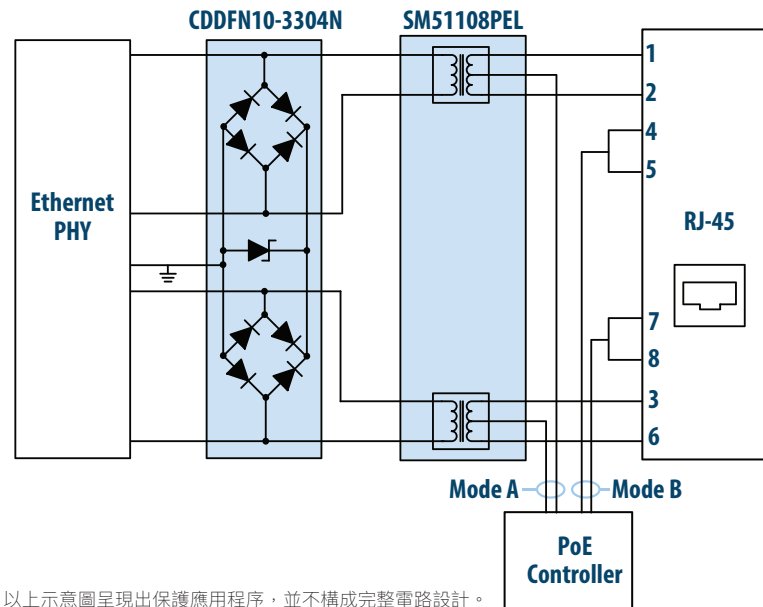 CDDFN10-3304N
SM51108PEL
Ethernet
PHY
RJ-45
1
2
4
5
7
8
3
6
Mode A
Mode B
PoE
Controller
以上示意圖呈現出保護應用程序，並不構成完整電路設計。